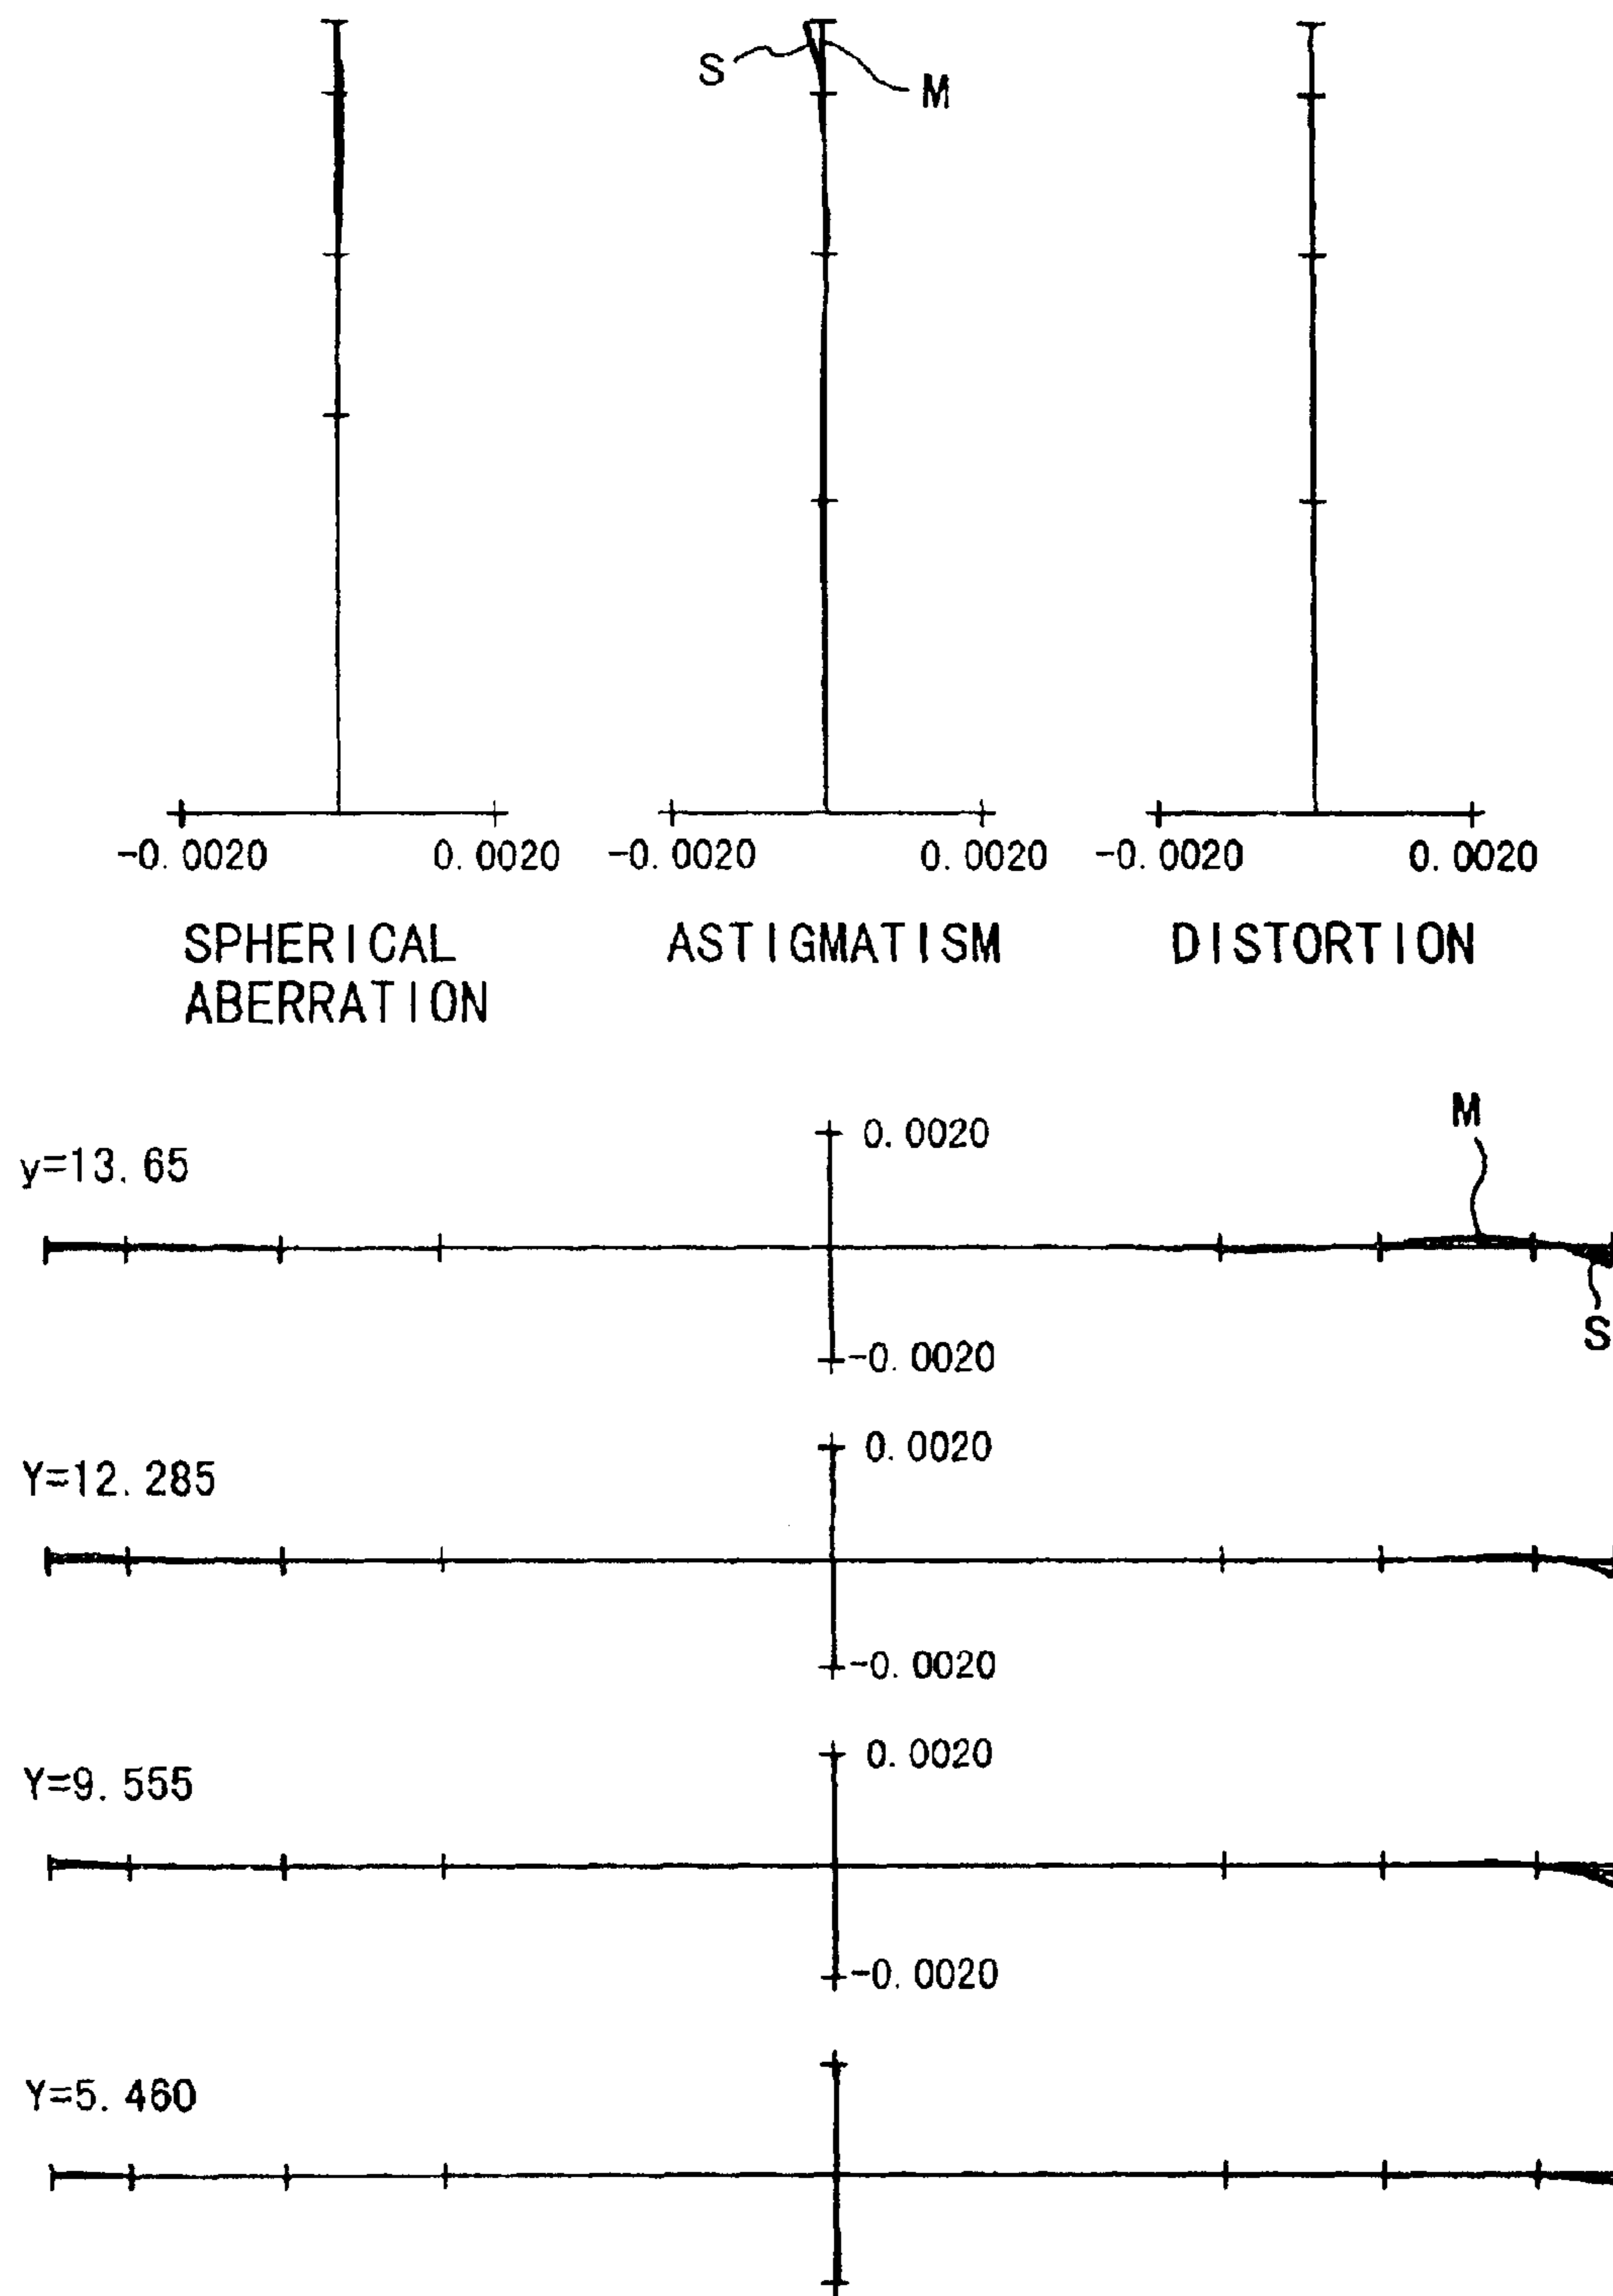 S
M
-0.0020 0.0020 -0.0020 0.0020 -0.0020 0.0020
SPHERICAL ABERRATION
ASTIGMATISM
DISTORTION
M
0.0020
y=13.65
S
-0.0020
0.0020
Y=12.285
-0.0020
0.0020
Y=9.555
-0.0020
Y=5.460